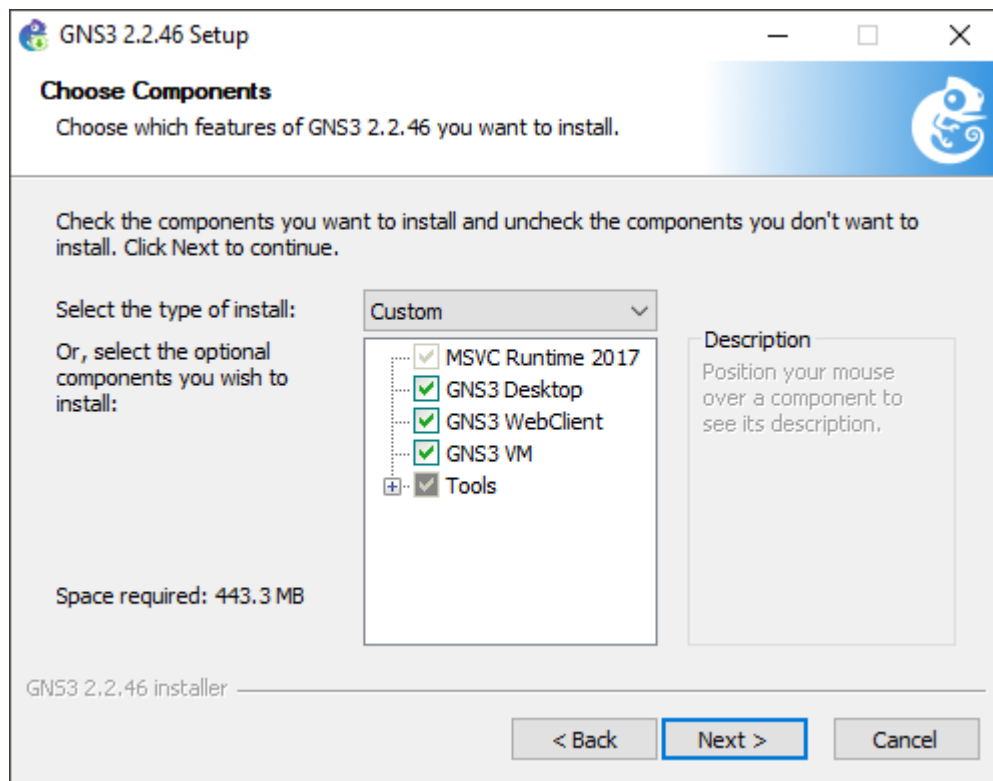 GNS3 2.2.46 Setup
Choose Components
Choose which features of GNS3 2.2.46 you want to install.
Check the components you want to install and uncheck the components you don't want to
install. Click Next to continue.
Select the type of install:
Custom
Or, select the optional
components you wish to
install:
MSVC Runtime 2017
GNS3 Desktop
GNS3 WebClient
GNS3 VM
Tools
Description
Position your mouse
over a component to
see its description.
Space required: 443.3 MB
GNS3 2.2.46 installer
< Back
Next >
Cancel